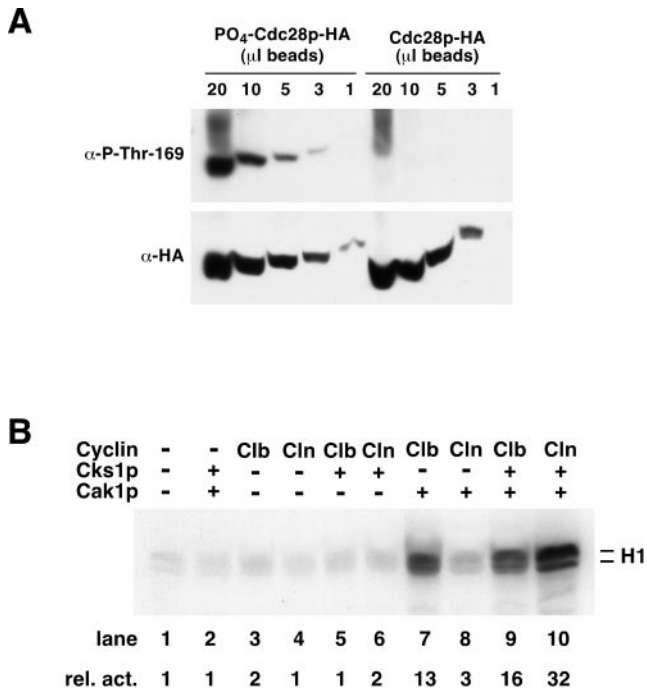 A
PO₄-Cdc28p-HA Cdc28p-HA
(μl beads) (μl beads)
20 10 5 3 1 20 10 5 3 1
α-P-Thr-169
α-HA
B
Cyclin - - Clb Cln Clb Cln Clb Cln Clb Cln
Cks1p - + - - + + - - + +
Cak1p - + - - - - + + + +
H1
lane 1 2 3 4 5 6 7 8 9 10
rel. act. 1 1 2 1 1 2 13 3 16 32